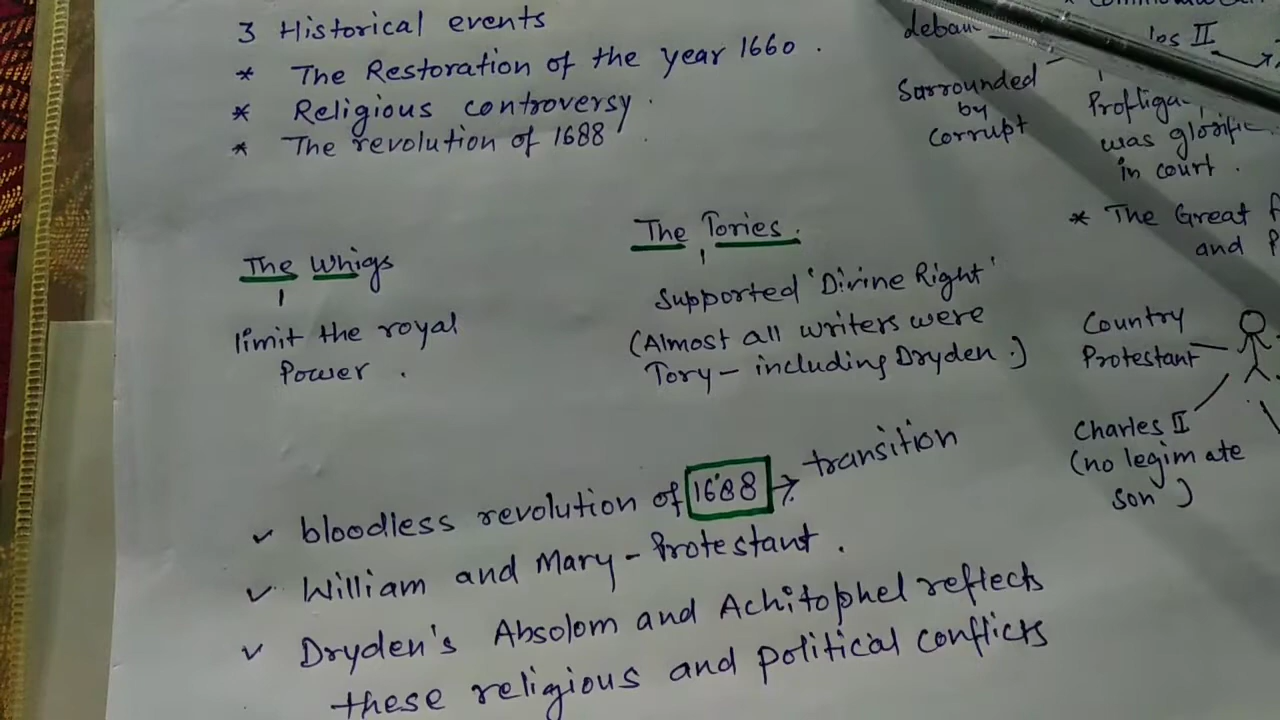 3 Historical events
* The Restoration of the year 1660.
* Religious controversy.
* The revolution of 1688.
The Whigs
limit the royal
Power.
The Tories.
Supported 'Divine Right'
(Almost all writers were
Tory - including Dryden.)
✓ bloodless revolution of 1688 → transition
✓ William and Mary - Protestant.
✓ Dryden's Absolom and Achitophel reflects
these religious and political conflicts
Surrounded
by
Corrupt
II
was
in court.
* The Great
and
Country
Protestant
Charles II
(no legimate
son)